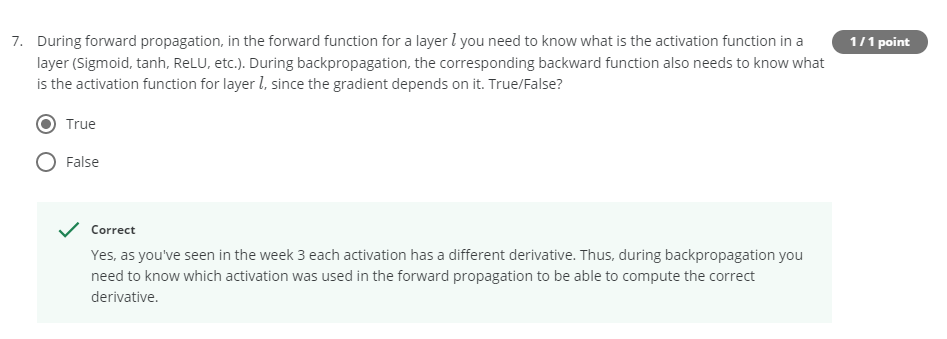 7. During forward propagation, in the forward function for a layer l you need to know what is the activation function in a
1 / 1 point
layer (Sigmoid, tanh, ReLU, etc.). During backpropagation, the corresponding backward function also needs to know what
is the activation function for layer l, since the gradient depends on it. True/False?
True
False
Correct
Yes, as you've seen in the week 3 each activation has a different derivative. Thus, during backpropagation you
need to know which activation was used in the forward propagation to be able to compute the correct
derivative.